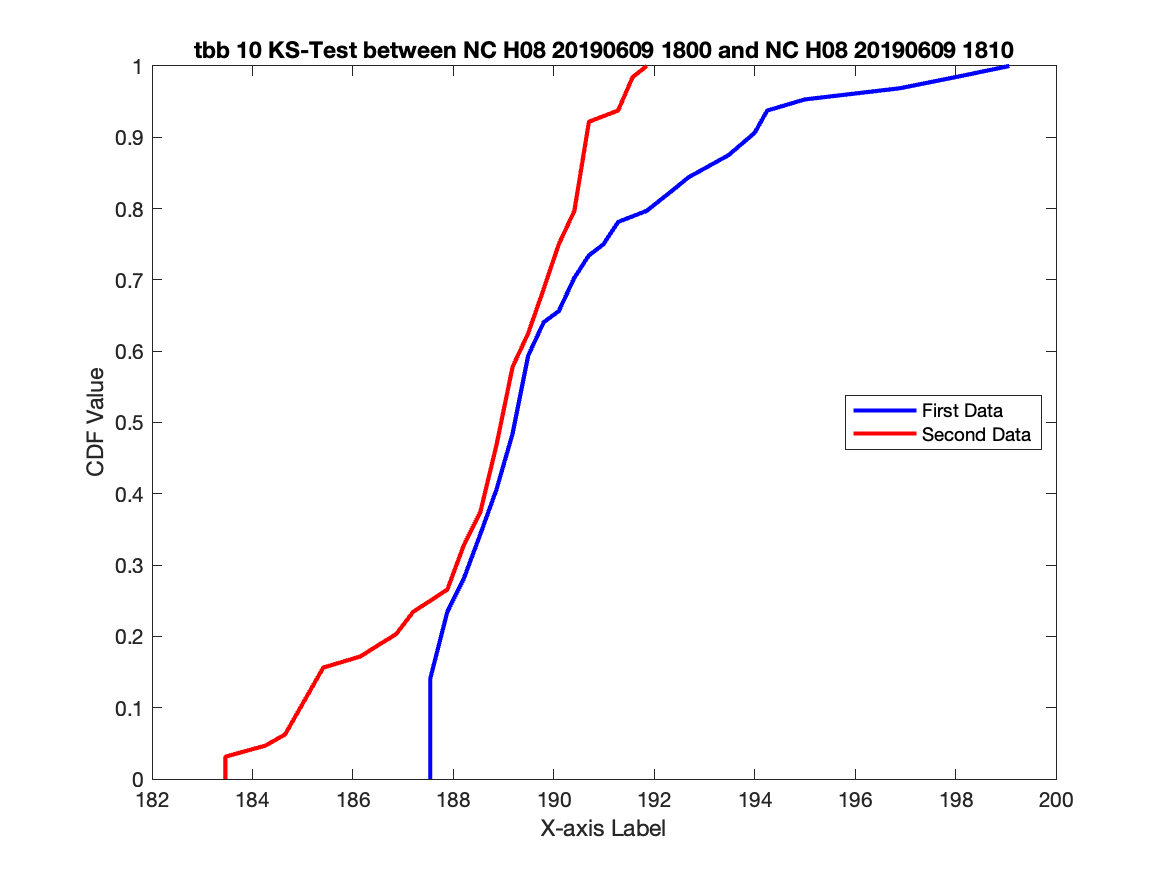 tbb 10 KS-Test between NC H08 20190609 1800 and NC H08 20190609 1810
1
0.9
0.8
0.7
0.6
0.5
0.4
0.3
0.2
0.1
0
CDF Value
First Data
Second Data
182 184 186 188 190 192 194 196 198 200
X-axis Label